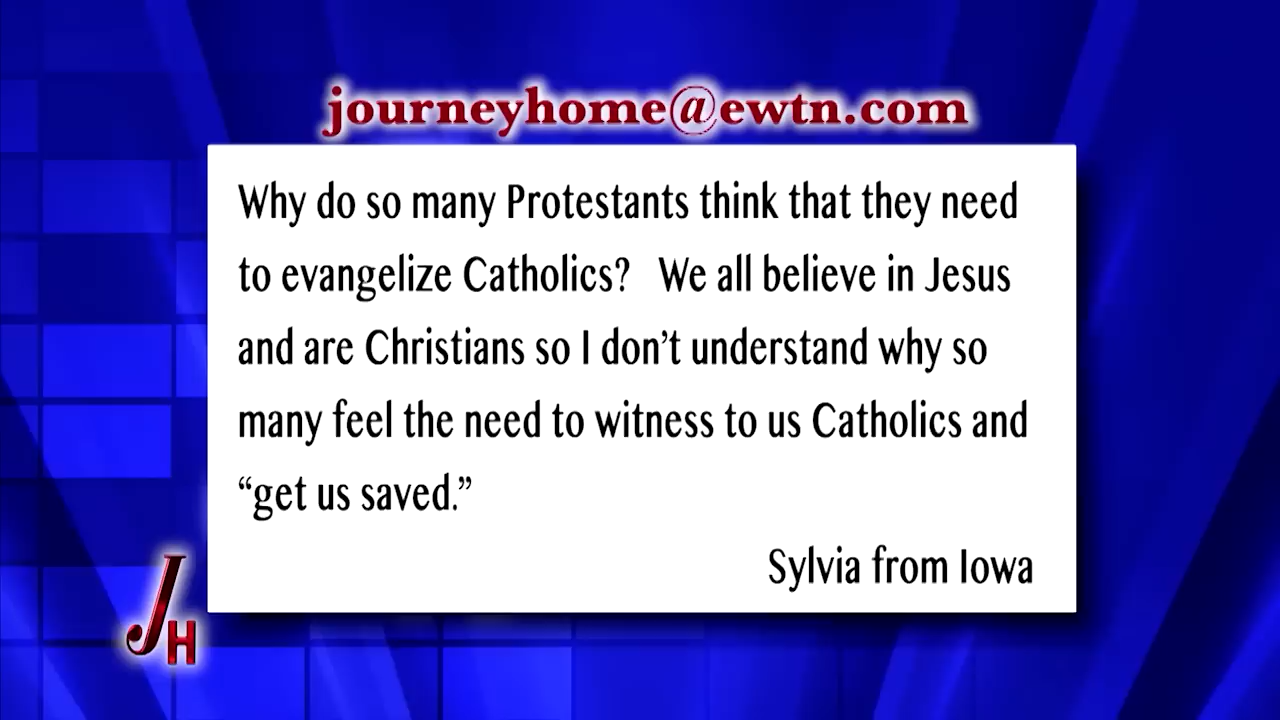 journeyhome@ewtn.com
Why do so many Protestants think that they need
to evangelize Catholics?   We all believe in Jesus
and are Christians so I don’t understand why so
many feel the need to witness to us Catholics and
“get us saved.”
Sylvia from Iowa
JH